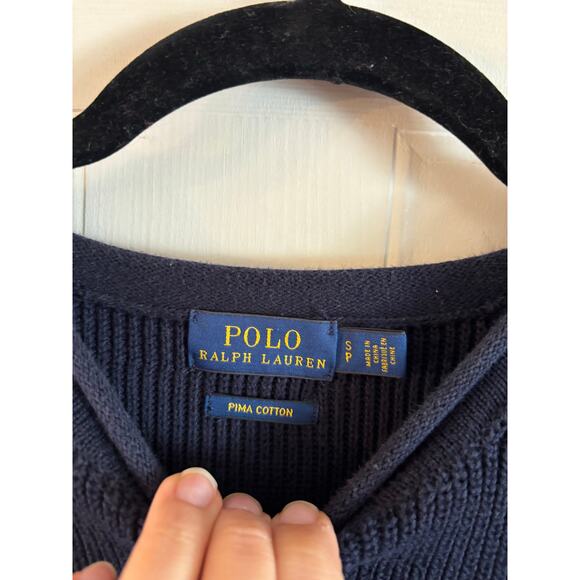 POLO
RALPH LAUREN
S
P
MADE IN
CHINA
FABRIQUÉ EN
CHINE
PIMA COTTON